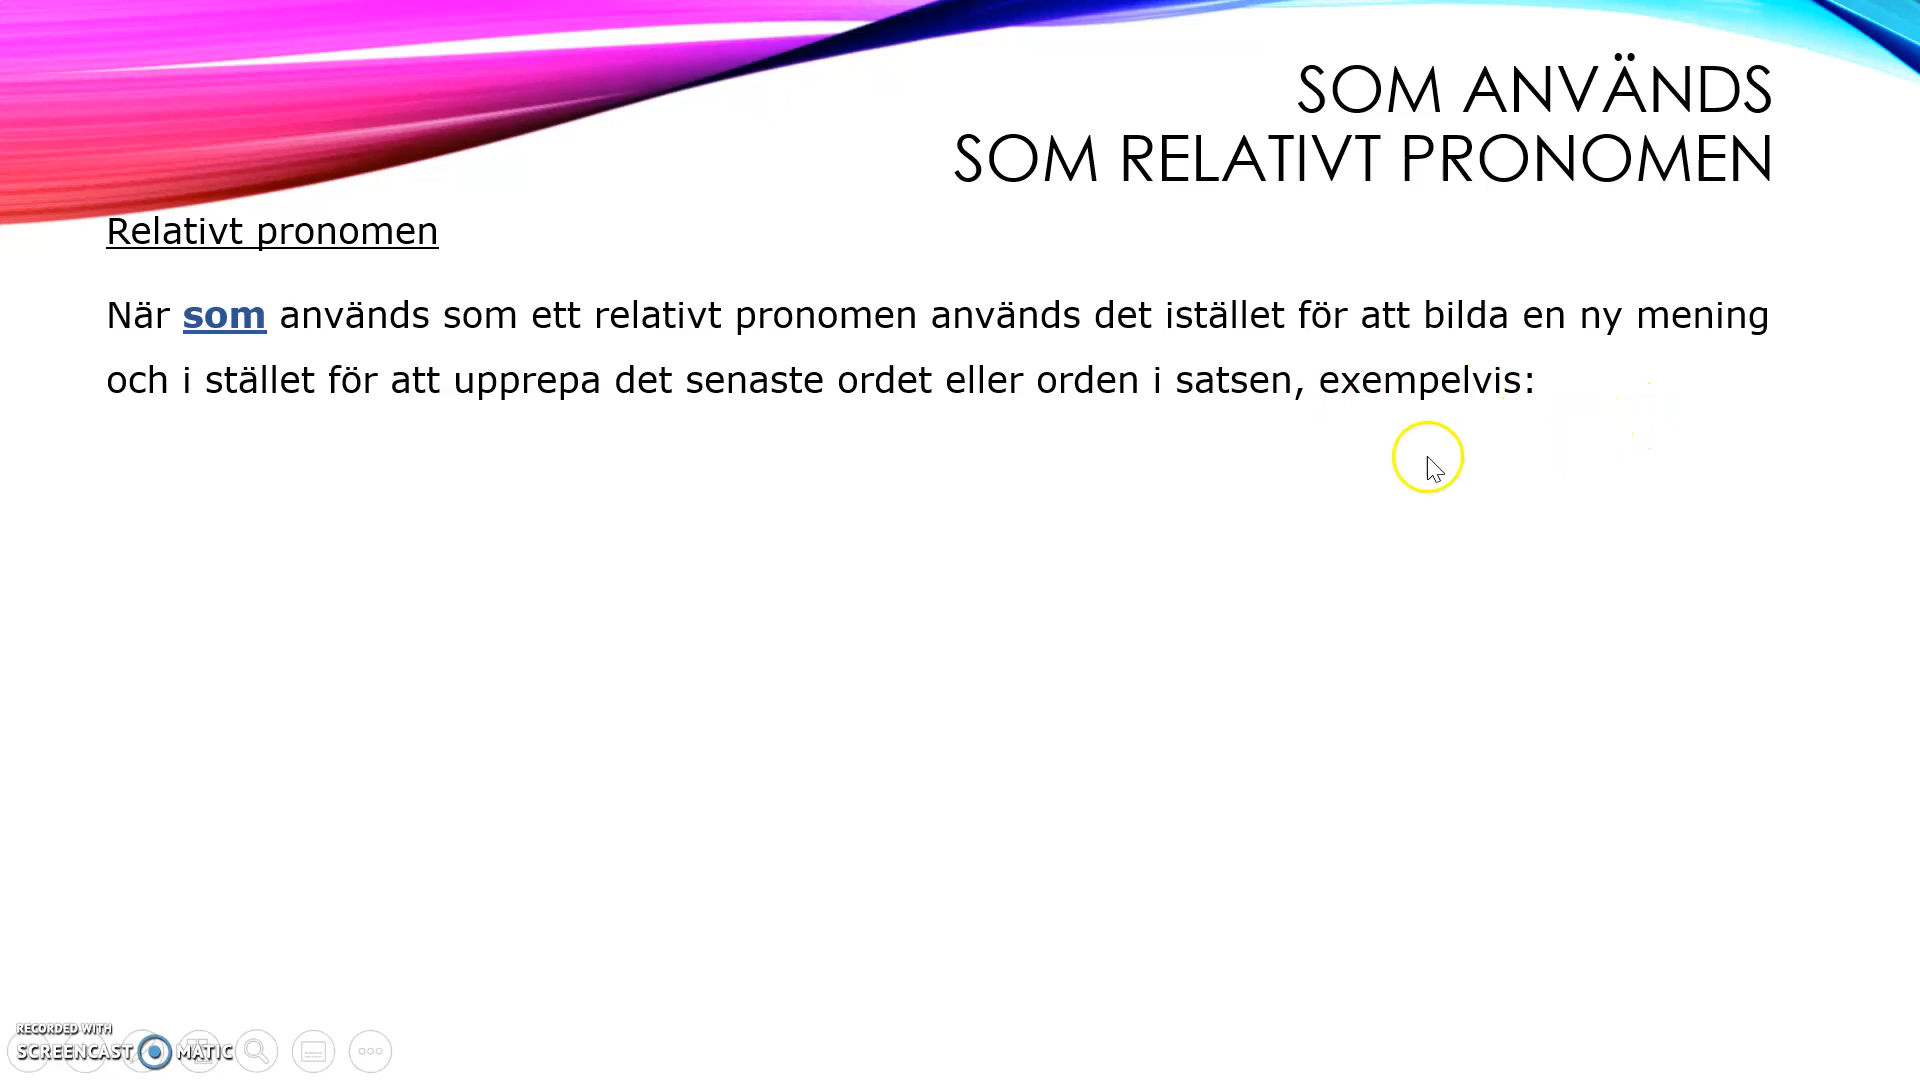 SOM ANVÄNDS
SOM RELATIVT PRONOMEN
Relativt pronomen
När som används som ett relativt pronomen används det istället för att bilda en ny mening
och i stället för att upprepa det senaste ordet eller orden i satsen, exempelvis:
RECORDED WITH
SCREENCAST MATIC